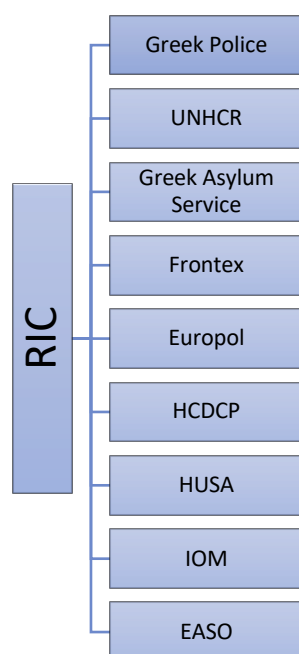 RIC
Greek Police
UNHCR
Greek Asylum
Service
Frontex
Europol
HCDCP
HUSA
IOM
EASO